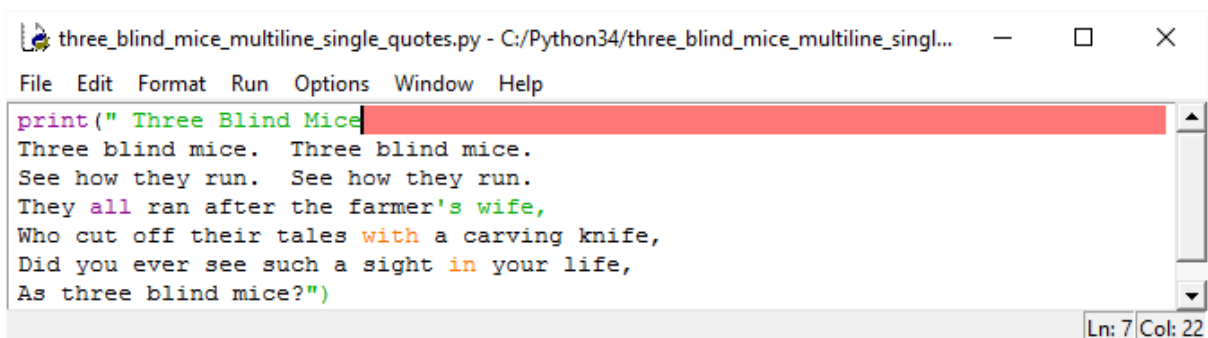 three_blind_mice_multiline_single_quotes.py - C:/Python34/three_blind_mice_multiline_singl...
File Edit Format Run Options Window Help
print(" Three Blind Mice
Three blind mice.  Three blind mice.
See how they run.  See how they run.
They all ran after the farmer's wife,
Who cut off their tales with a carving knife,
Did you ever see such a sight in your life,
As three blind mice?")
Ln: 7 Col: 22